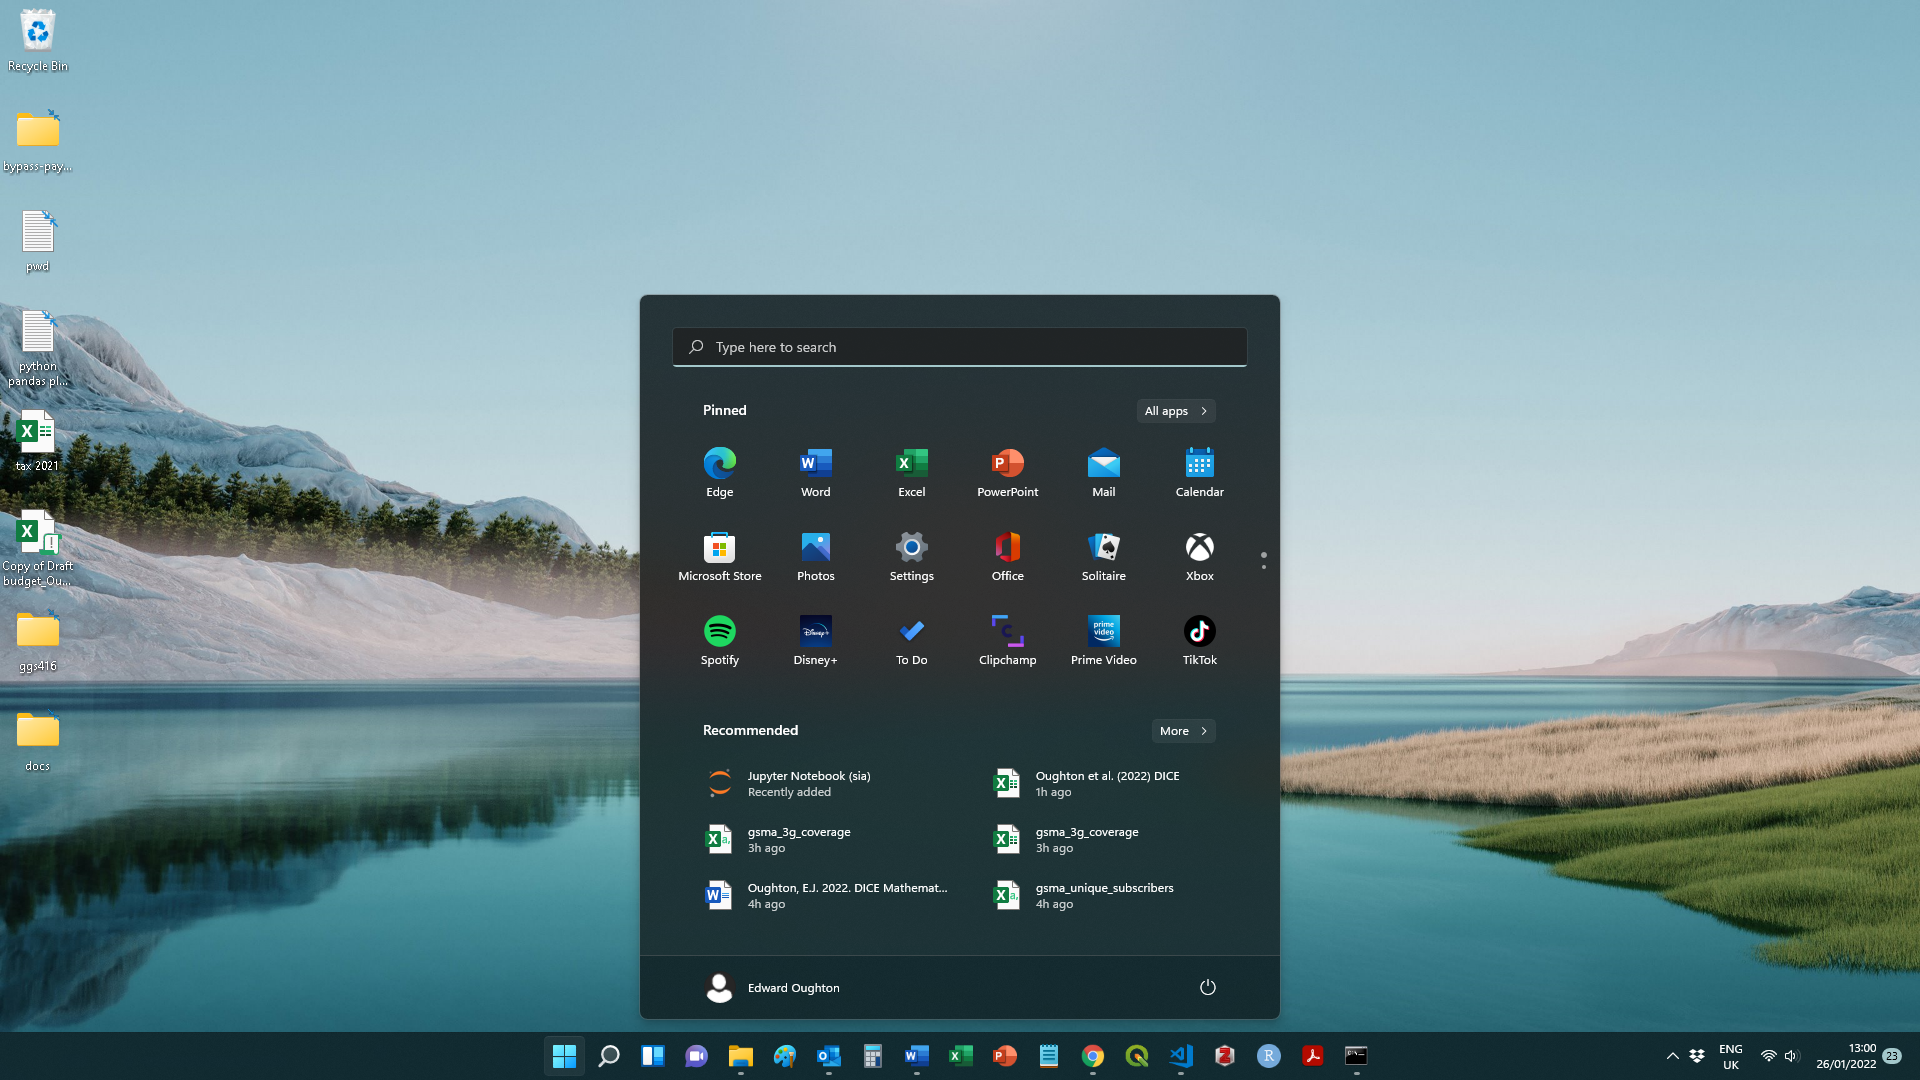 Recycle Bin
bypass-pay...
pwd
python
pandas pl...
tax 2021
Copy of Draft
budget_Ou...
ggs416
docs
Type here to search
Pinned
All apps
Edge
Word
Excel
PowerPoint
Mail
Calendar
Microsoft Store
Photos
Settings
Office
Solitaire
Xbox
Spotify
Disney+
To Do
Clipchamp
prime
video
Prime Video
TikTok
Recommended
More
Jupyter Notebook (sia)
Recently added
Oughton et al. (2022) DICE
1h ago
gsma_3g_coverage
3h ago
gsma_3g_coverage
3h ago
Oughton, E.J. 2022. DICE Mathemat...
4h ago
gsma_unique_subscribers
4h ago
Edward Oughton
ENG
UK
13:00
26/01/2022
23